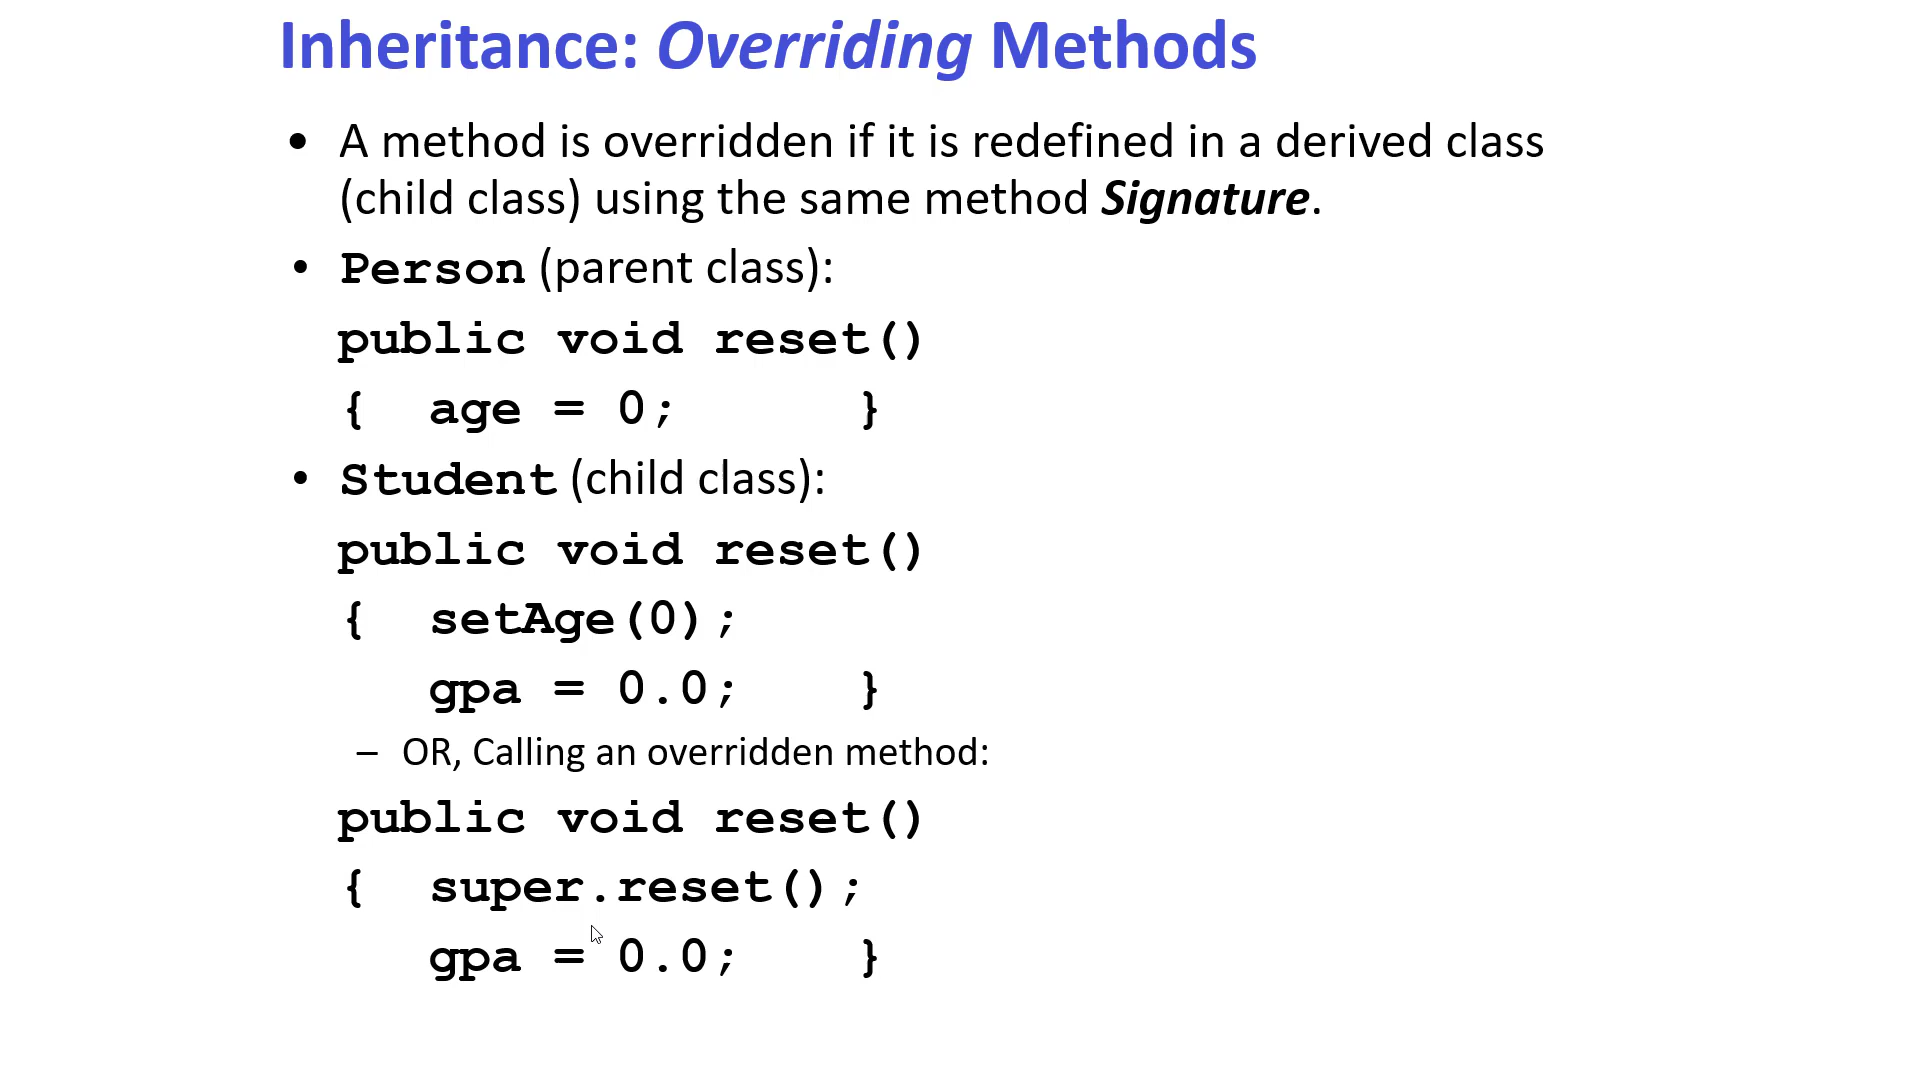 Inheritance: Overriding Methods
• A method is overridden if it is redefined in a derived class
(child class) using the same method Signature.
• Person (parent class):
public void reset()
{ age = 0; }
• Student (child class):
public void reset()
{ setAge(0);
gpa = 0.0; }
– OR, Calling an overridden method:
public void reset()
{ super.reset();
gpa = 0.0; }